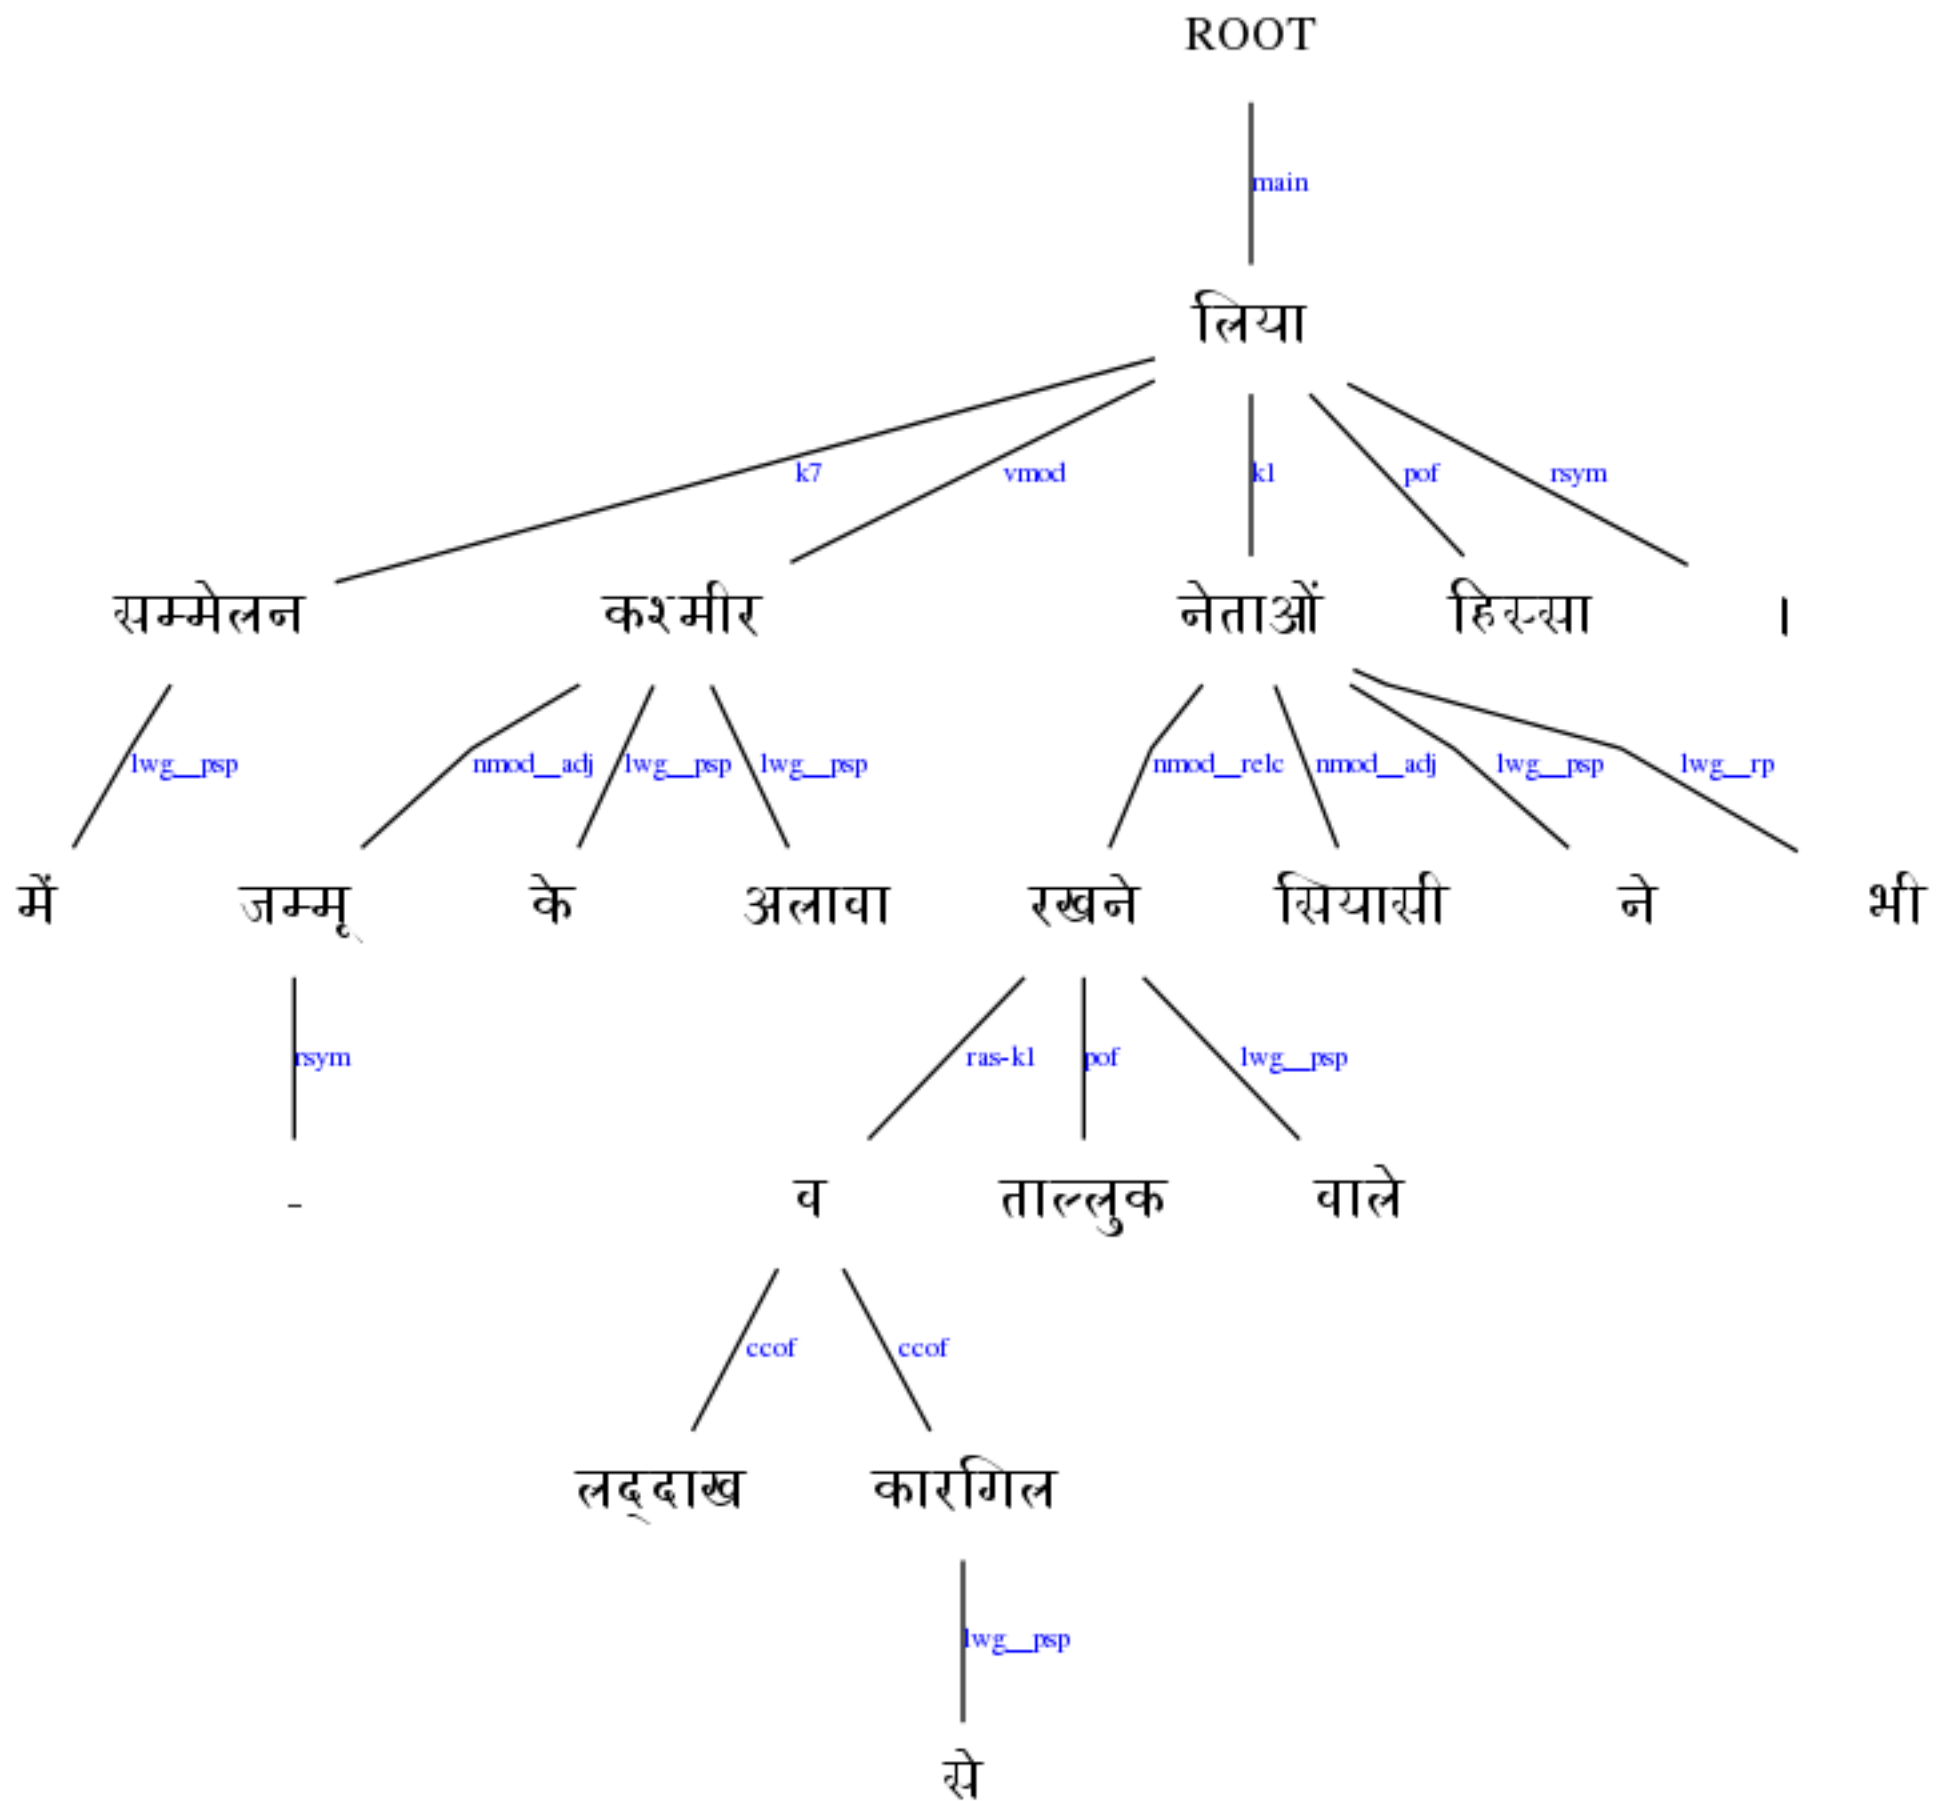 ROOT
main
लिया
k7 vmod k1 pof rsym
सम्मेलन कश्मीर नेताओं हिस्सा ।
lwg__psp nmod__adj lwg__psp lwg__psp nmod__relc nmod__adj lwg__psp lwg__rp
में जम्मू के अलावा रखने सियासी ने भी
rsym ras-k1 pof lwg__psp
- व ताल्लुक वाले
ccof ccof
लद्दाख कारगिल
lwg__psp
से